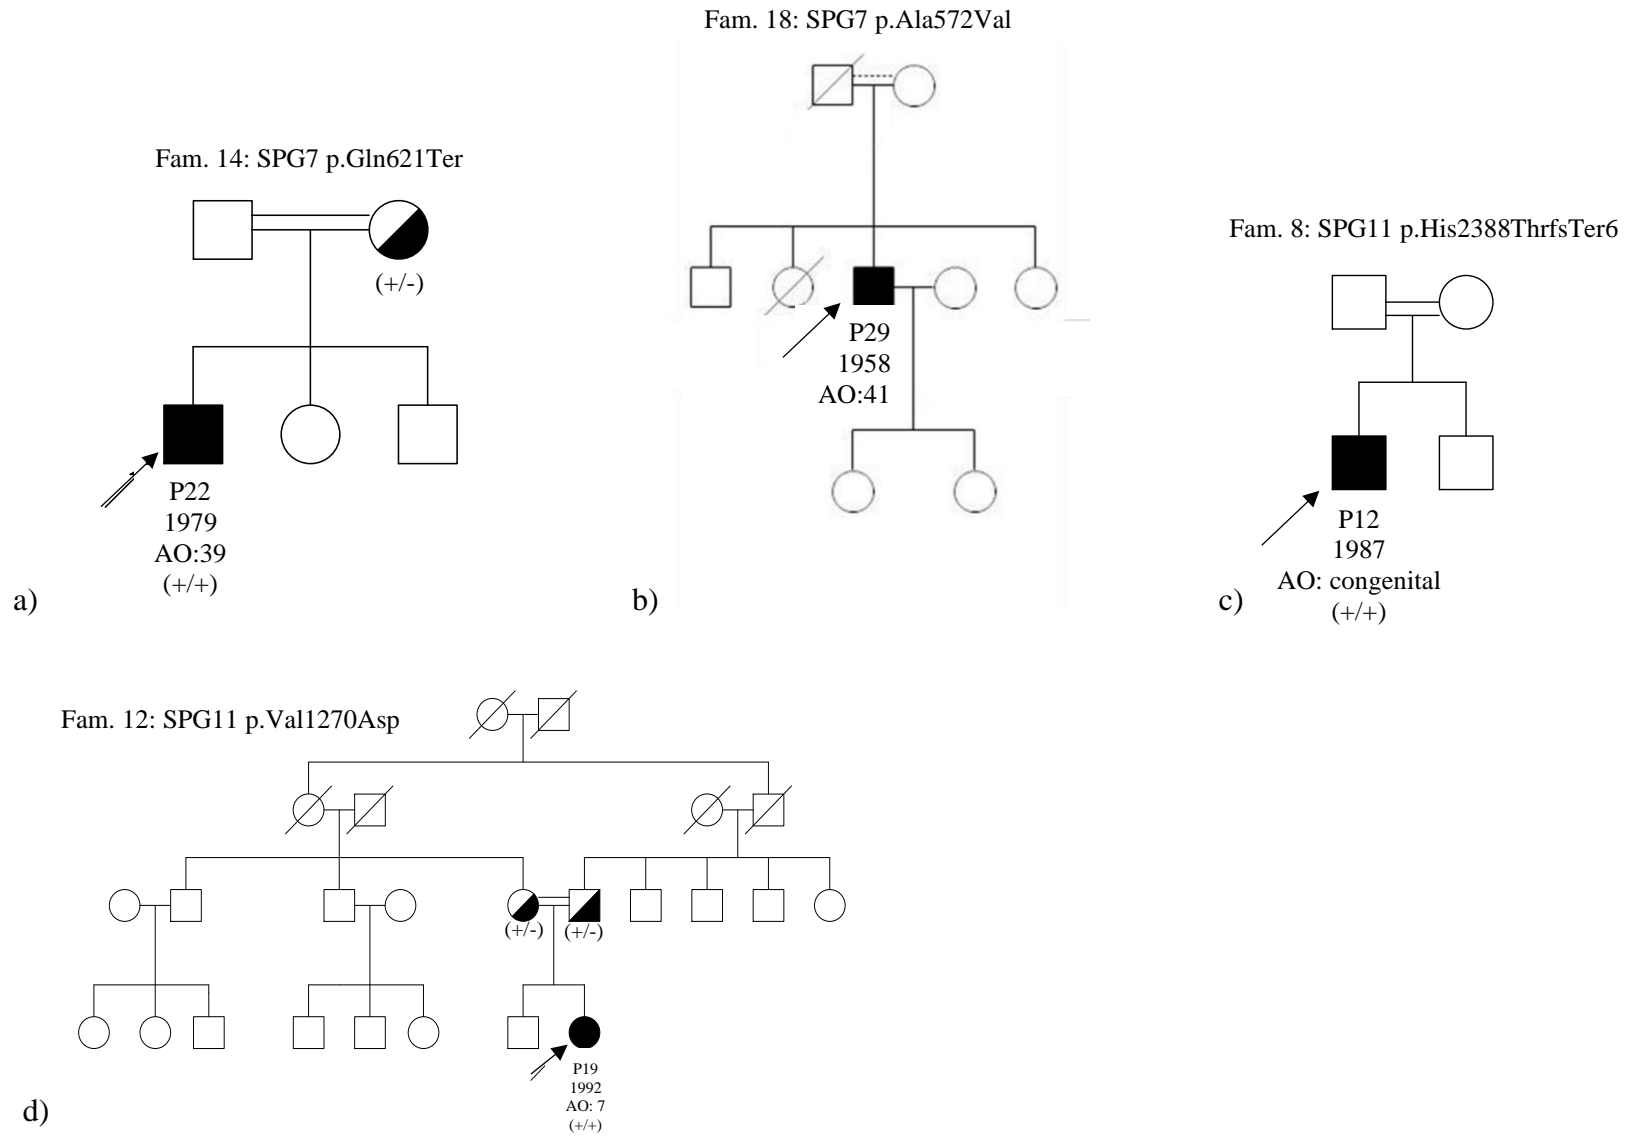 Fam. 14: SPG7 p.Gln621Ter
(+/-)
P22
1979
AO:39
(+/+)
a)
Fam. 18: SPG7 p.Ala572Val
P29
1958
AO:41
b)
Fam. 8: SPG11 p.His2388ThrfsTer6
P12
1987
AO: congenital
(+/+)
c)
Fam. 12: SPG11 p.Val1270Asp
(+/-) (+/-)
P19
1992
AO: 7
(+/+)
d)